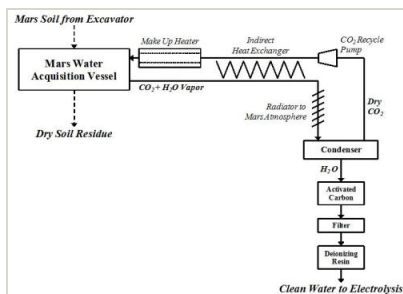 Mars Soil from Excavator
Make Up Heater
Indirect
Heat Exchanger
CO₂ Recycle
Pump
Mars Water
Acquisition Vessel
CO₂ + H₂O Vapor
Dry
CO₂
Radiator to
Mars Atmosphere
Dry Soil Residue
Condenser
H₂O
Activated
Carbon
Filter
Deionizing
Resin
Clean Water to Electrolysis